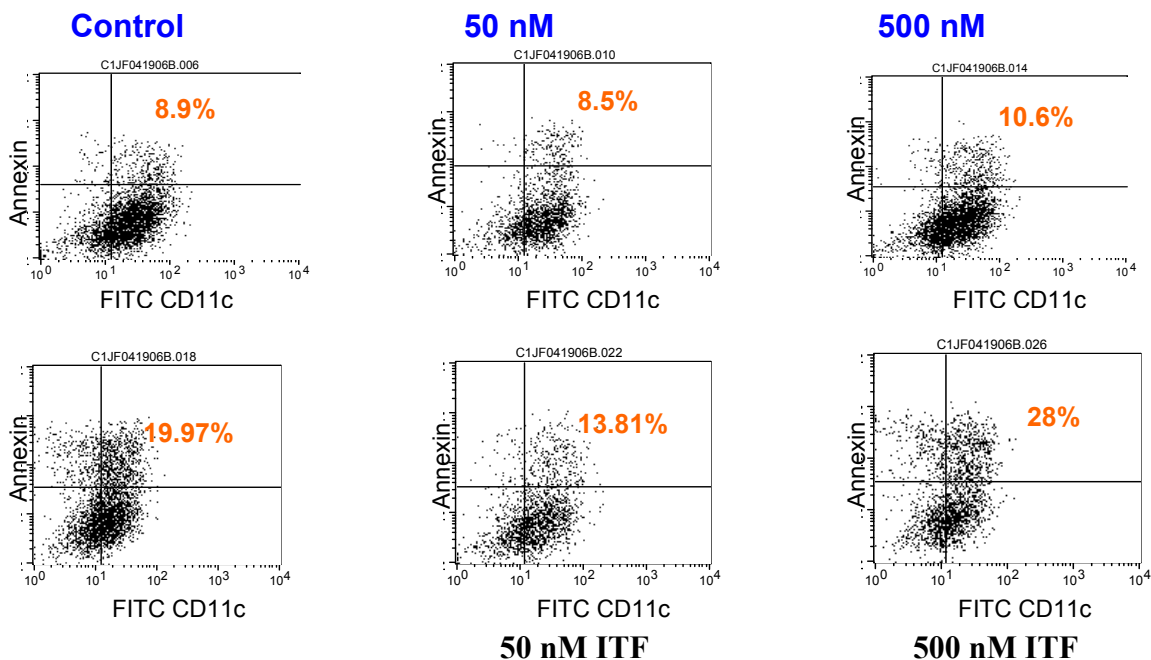 Control 50 nM 500 nM
C1JF041906B.006 C1JF041906B.010 C1JF041906B.014
8.9% 8.5% 10.6%
Annexin Annexin Annexin
10^0 10^1 10^2 10^3 10^4 10^0 10^1 10^2 10^3 10^4 10^0 10^1 10^2 10^3 10^4
FITC CD11c FITC CD11c FITC CD11c
C1JF041906B.018 C1JF041906B.022 C1JF041906B.026
19.97% 13.81% 28%
Annexin Annexin Annexin
10^0 10^1 10^2 10^3 10^4 10^0 10^1 10^2 10^3 10^4 10^0 10^1 10^2 10^3 10^4
FITC CD11c FITC CD11c FITC CD11c
50 nM ITF 500 nM ITF